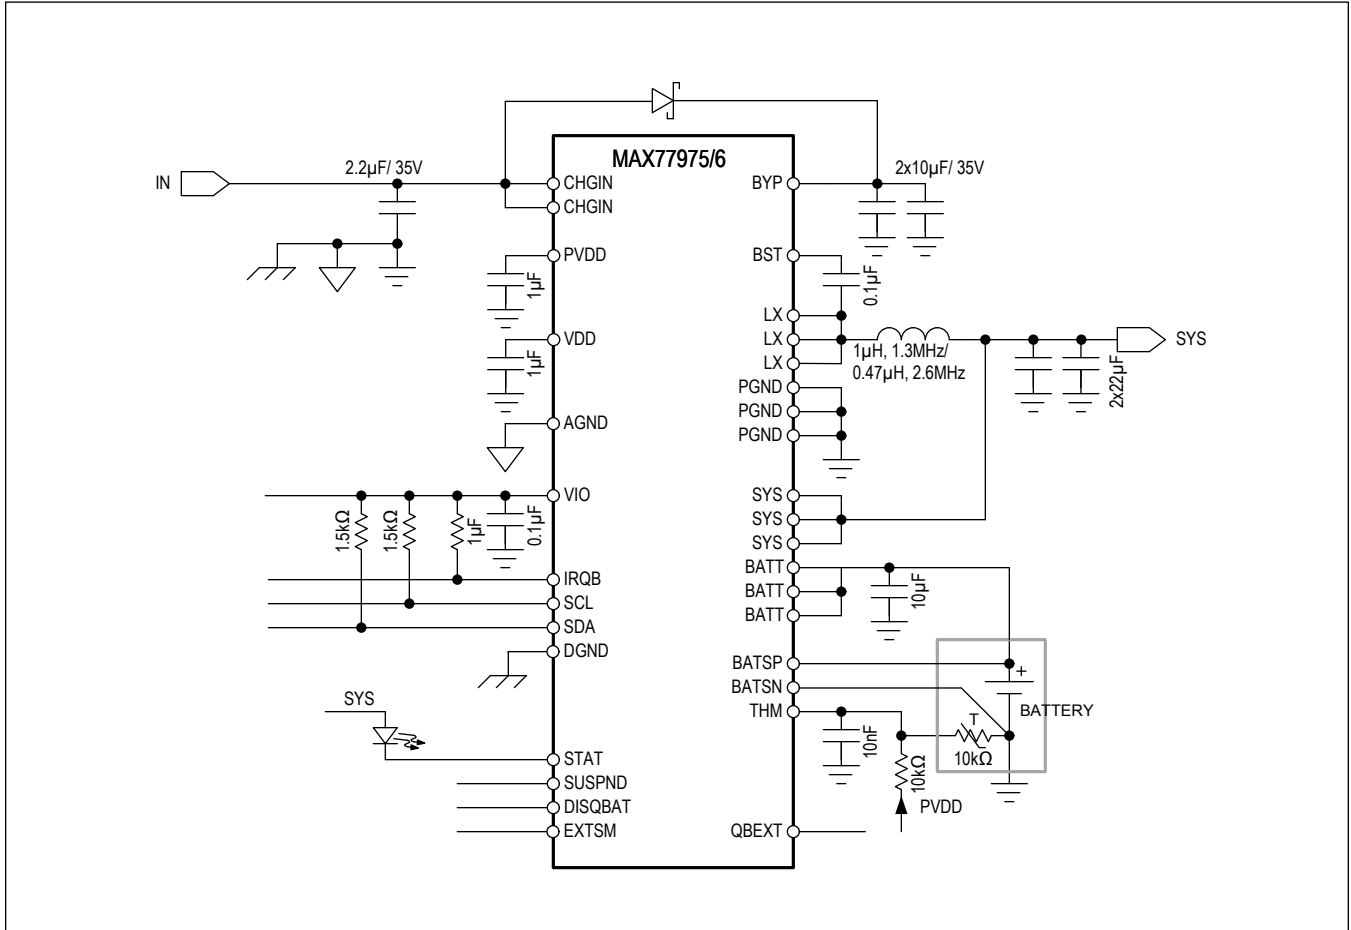 MAX77975/6
2.2µF/ 35V
2x10µF/ 35V
IN
CHGIN
BYP
CHGIN
PVDD
BST
1µF
0.1µF
LX
VDD
LX
SYS
1µH, 1.3MHz/
0.47µH, 2.6MHz
LX
1µF
2x22µF
PGND
PGND
AGND
PGND
VIO
SYS
1.5kΩ
1.5kΩ
1µF
0.1µF
SYS
SYS
BATT
IRQB
10µF
BATT
SCL
BATT
SDA
DGND
BATSP
+
BATSN
SYS
THM
BATTERY
T
10nF
10kΩ
STAT
10kΩ
SUSPND
DISQBAT
PVDD
EXTSM
QBEXT